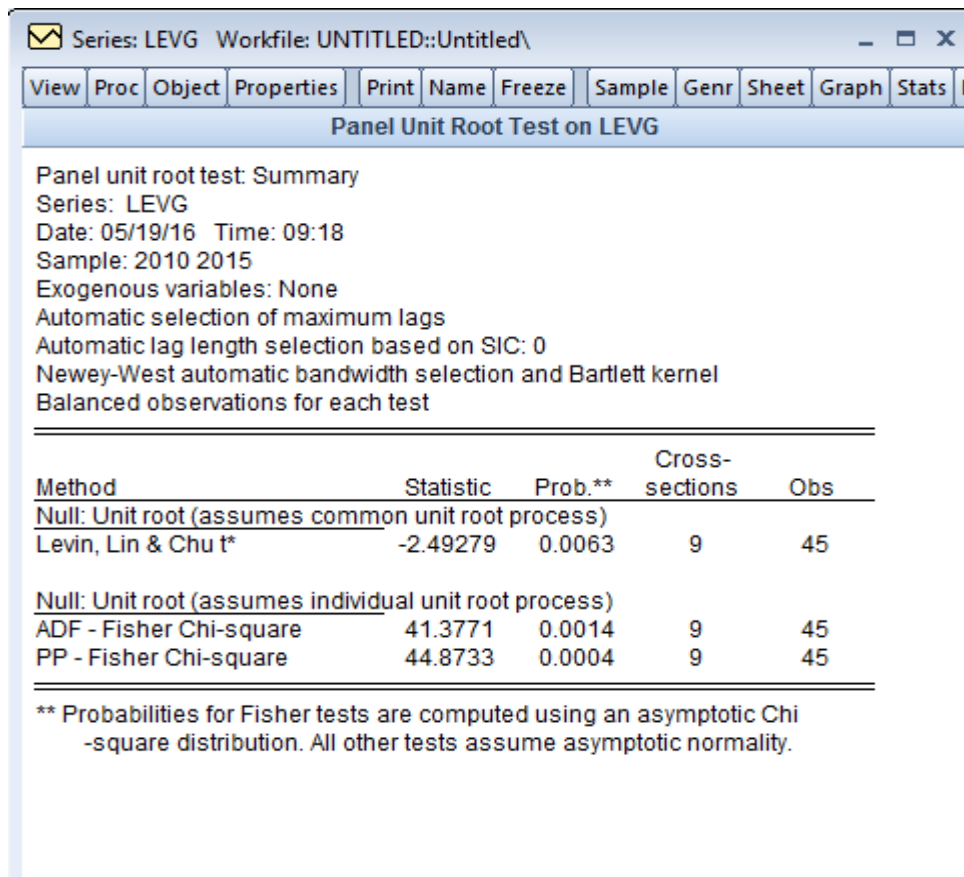 Series: LEVG Workfile: UNTITLED::Untitled\
View Proc Object Properties Print Name Freeze Sample Genr Sheet Graph Stats
Panel Unit Root Test on LEVG
Panel unit root test: Summary
Series: LEVG
Date: 05/19/16 Time: 09:18
Sample: 2010 2015
Exogenous variables: None
Automatic selection of maximum lags
Automatic lag length selection based on SIC: 0
Newey-West automatic bandwidth selection and Bartlett kernel
Balanced observations for each test
Cross-
Method Statistic Prob.** sections Obs
Null: Unit root (assumes common unit root process)
Levin, Lin & Chu t* -2.49279 0.0063 9 45
Null: Unit root (assumes individual unit root process)
ADF - Fisher Chi-square 41.3771 0.0014 9 45
PP - Fisher Chi-square 44.8733 0.0004 9 45
** Probabilities for Fisher tests are computed using an asymptotic Chi
-square distribution. All other tests assume asymptotic normality.